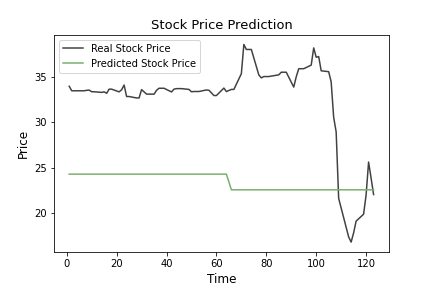 Stock Price Prediction
Real Stock Price
Predicted Stock Price
Price
35
30
25
20
0 20 40 60 80 100 120
Time